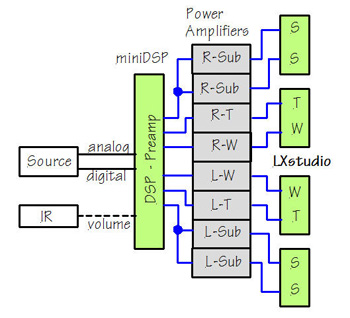 Power
Amplifiers
miniDSP
R-Sub
R-Sub
R-T
R-W
L-W
L-T
L-Sub
L-Sub
S
S
T
W
LXstudio
W
T
S
S
Source
analog
digital
IR
volume
DSP - Preamp